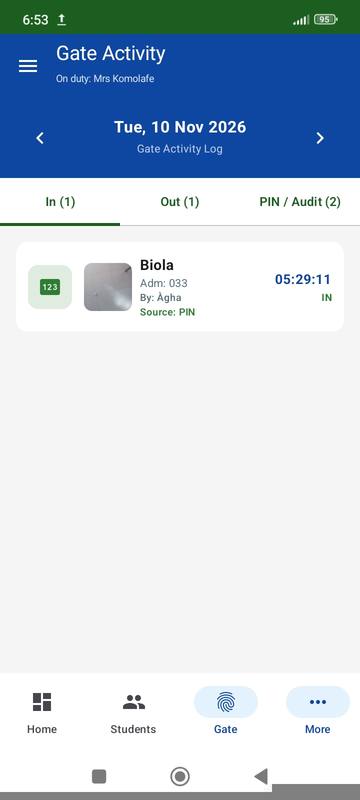 6:53
95
Gate Activity
On duty: Mrs Komolafe
Tue, 10 Nov 2026
Gate Activity Log
In (1)
Out (1)
PIN / Audit (2)
123
Biola
Adm: 033
By: Àgha
Source: PIN
05:29:11
IN
Home
Students
Gate
More